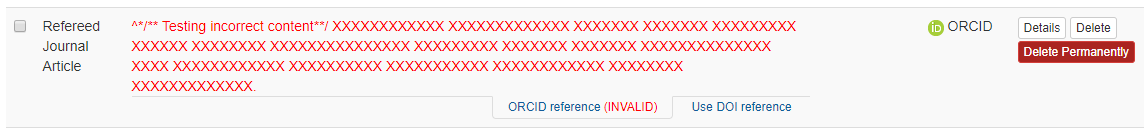 Refereed Journal Article
^*/** Testing incorrect content**/ XXXXXXXXXXXX XXXXXXXXXXXXX XXXXXXX XXXXXXX XXXXXXXXX
XXXXXX XXXXXXXX XXXXXXXXXXXXXXX XXXXXXXXX XXXXXXX XXXXXXX XXXXXXXXXXXXXX
XXXX XXXXXXXXXXXX XXXXXXXXXX XXXXXXXXXXX XXXXXXXXXXXX XXXXXXXX
XXXXXXXXXXXXX.
ORCID reference (INVALID)
Use DOI reference
iD ORCID
Details
Delete
Delete Permanently